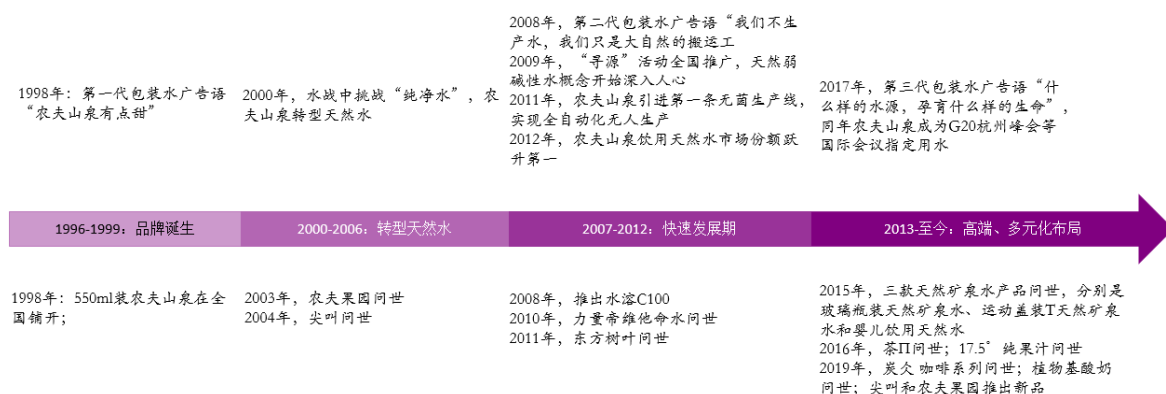 1998年：第一代包装水广告语
“农夫山泉有点甜”
2000年，水战中挑战“纯净水”，农
夫山泉转型天然水
2008年，第二代包装水广告语“我们不生
产水，我们只是大自然的搬运工
2009年，“寻源”活动全国推广，天然弱
碱性水概念开始深入人心
2011年，农夫山泉引进第一条无菌生产线，
实现全自动化无人生产
2012年，农夫山泉饮用天然水市场份额跃
升第一
2017年，第三代包装水广告语“什
么样的水源，孕育什么样的生命”，
同年农夫山泉成为G20杭州峰会等
国际会议指定用水
1996-1999：品牌诞生
2000-2006：转型天然水
2007-2012：快速发展期
2013-至今：高端、多元化布局
1998年：550ml装农夫山泉在全
国铺开；
2003年，农夫果园问世
2004年，尖叫问世
2008年，推出水溶C100
2010年，力量帝维他命水问世
2011年，东方树叶问世
2015年，三款天然矿泉水产品问世，分别是
玻璃瓶装天然矿泉水、运动盖装T天然矿泉
水和婴儿饮用天然水
2016年，茶Π问世；17.5°纯果汁问世
2019年，炭仌 咖啡系列问世；植物基酸奶
问世；尖叫和农夫果园推出新品